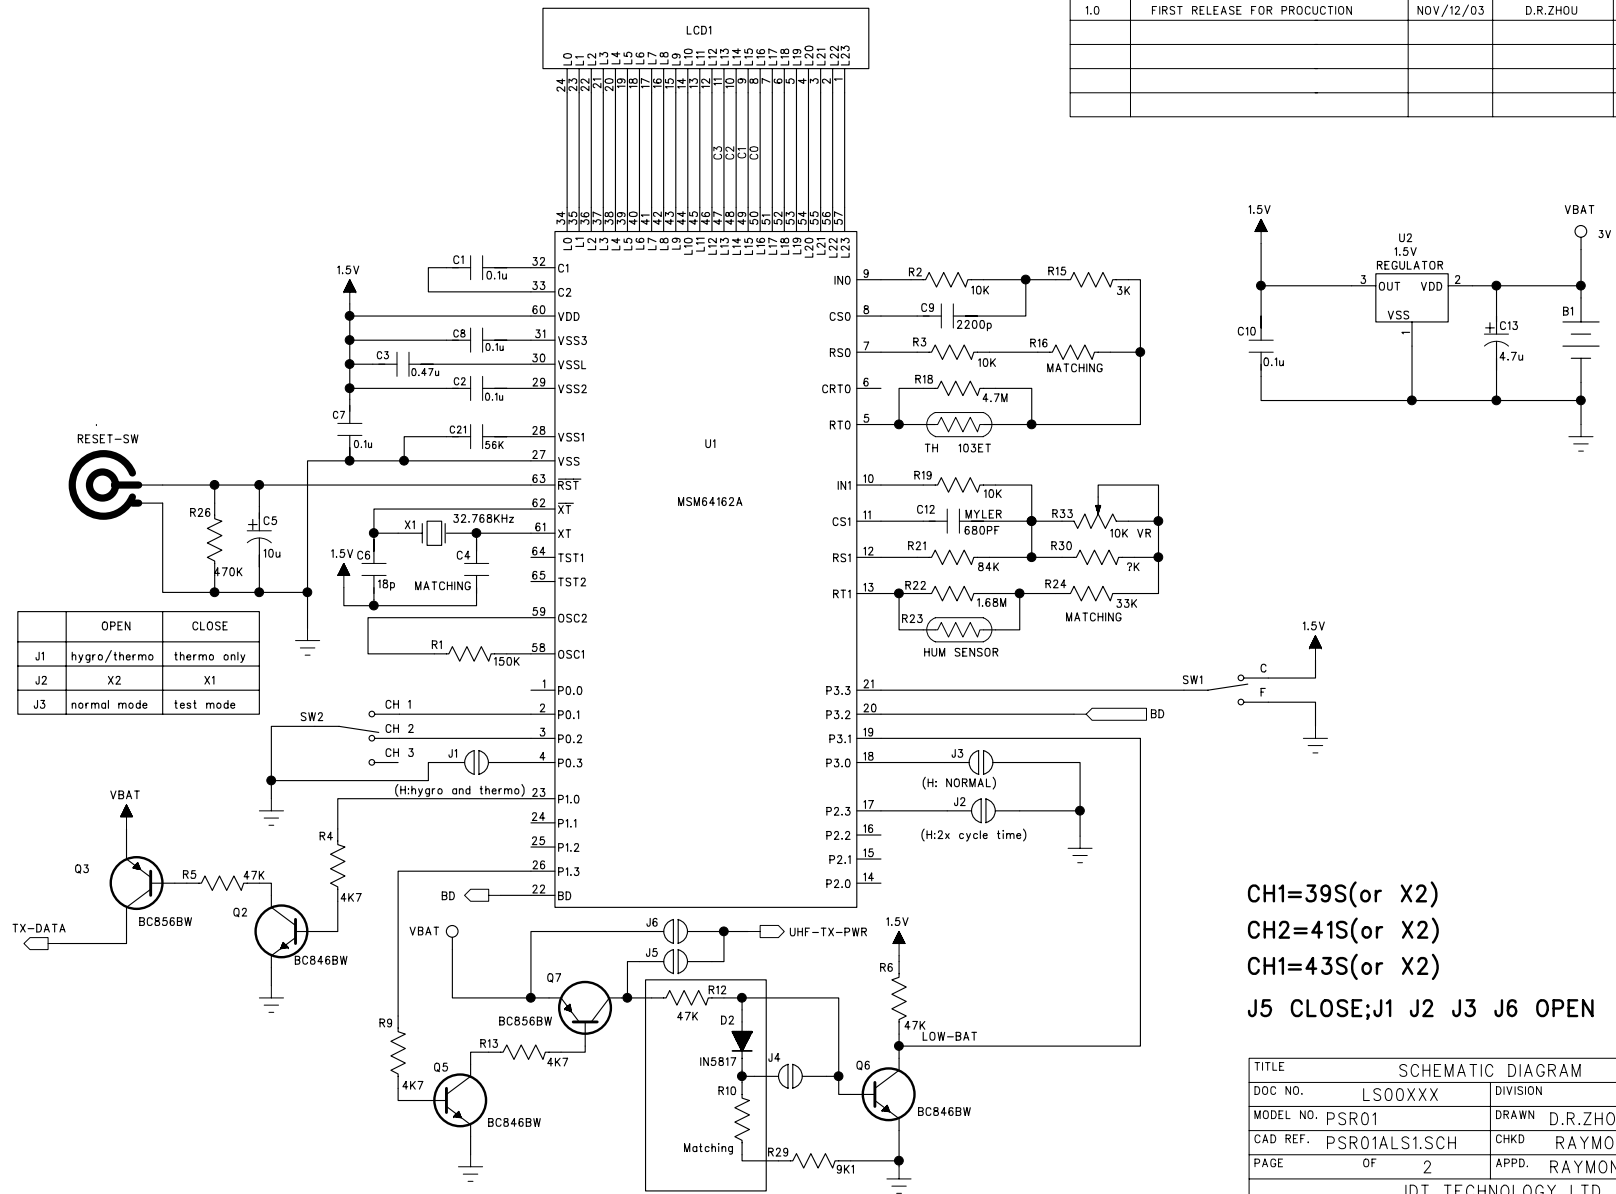 1.0 FIRST RELEASE FOR PROCUCTION NOV/12/03 D.R.ZHOU
LCD1
L0 L1 L2 L3 L4 L5 L6 L7 L8 L9 L10 L11 L12 L13 L14 L15 L16 L17 L18 L19 L20 L21 L22 L23
24 23 22 21 20 19 18 17 16 15 14 13 12 11 10 9 8 7 6 5 4 3 2 1
C3 C2 C1 C0
34 35 36 37 38 39 40 41 42 43 44 45 46 47 48 49 50 51 52 53 54 55 56 57
L0 L1 L2 L3 L4 L5 L6 L7 L8 L9 L10 L11 L12 L13 L14 L15 L16 L17 L18 L19 L20 L21 L22 L23
U1
MSM64162A
1.5V
C1 0.1u 32 C1
33 C2
60 VDD
C8 0.1u 31 VSS3
C3 0.47u 30 VSSL
C2 0.1u 29 VSS2
C7 0.1u
C21 56K 28 VSS1
27 VSS
RESET-SW
63 RST
R26 470K
C5 + 10u
62 XT
X1 32.768KHz
61 XT
1.5V C6 18p
C4 MATCHING
64 TST1
65 TST2
59 OSC2
R1 150K 58 OSC1
OPEN CLOSE
J1 hygro/thermo thermo only
J2 X2 X1
J3 normal mode test mode
1 P0.0
SW2
CH 1 2 P0.1
CH 2 3 P0.2
CH 3 J1 4 P0.3
(H:hygro and thermo) 23 P1.0
24 P1.1
25 P1.2
26 P1.3
BD 22 BD
IN0 9 R2 10K R15 3K
CS0 8 C9 2200p
RS0 7 R3 10K R16 MATCHING
CRT0 6 R18 4.7M
RT0 5
TH 103ET
IN1 10 R19 10K
CS1 11 C12 MYLER 680PF R33 10K VR
RS1 12 R21 84K R30 ?K
RT1 13 R22 1.68M R24 33K
MATCHING
R23
HUM SENSOR
P3.3 21 SW1 C F 1.5V
P3.2 20 BD
P3.1 19
P3.0 18 J3
(H: NORMAL)
P2.3 17 J2
(H:2x cycle time)
P2.2 16
P2.1 15
P2.0 14
1.5V
U2
1.5V
REGULATOR
3 OUT VDD 2
VSS
1
C10 0.1u
+ C13 4.7u
B1
VBAT
3V
VBAT
Q3 BC856BW
R5 47K
R4 4K7
Q2 BC846BW
TX-DATA
VBAT
J6
J5
UHF-TX-PWR
Q7 BC856BW
R9 4K7
R13 4K7
Q5 BC846BW
R12 47K
D2 IN5817
J4
R10
Matching
R29 9K1
1.5V
R6 47K
LOW-BAT
Q6 BC846BW
CH1=39S(or X2)
CH2=41S(or X2)
CH1=43S(or X2)
J5 CLOSE;J1 J2 J3 J6 OPEN
TITLE SCHEMATIC DIAGRAM
DOC NO. LS00XXX DIVISION
MODEL NO. PSR01 DRAWN D.R.ZHO
CAD REF. PSR01ALS1.SCH CHKD RAYMO
PAGE OF 2 APPD. RAYMON
IDT TECHNOLOGY LTD